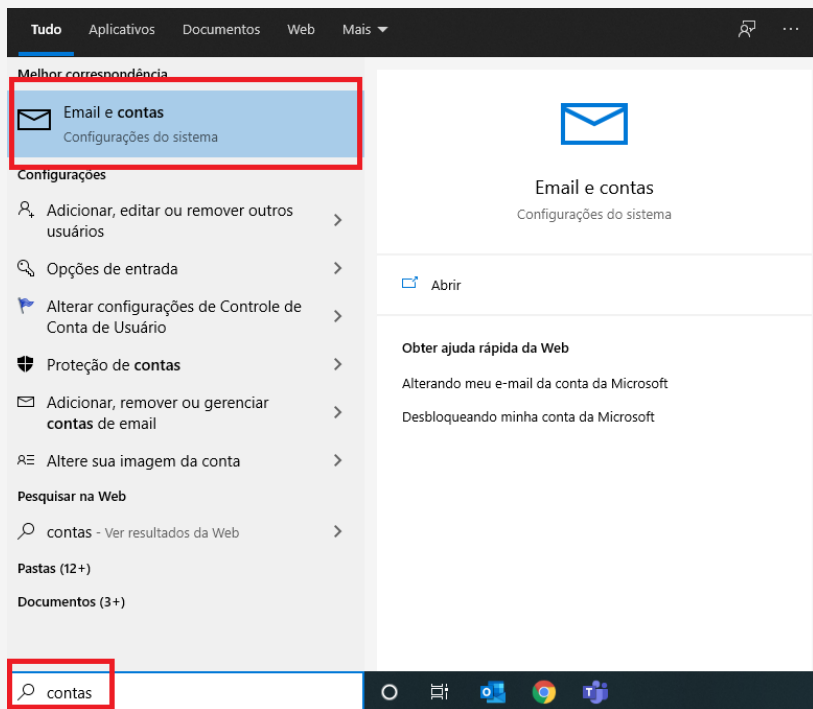 Tudo Aplicativos Documentos Web Mais
Melhor correspondência
Email e contas
Configurações do sistema
Configurações
Adicionar, editar ou remover outros
usuários
Opções de entrada
Alterar configurações de Controle de
Conta de Usuário
Proteção de contas
Adicionar, remover ou gerenciar
contas de email
Altere sua imagem da conta
Pesquisar na Web
contas - Ver resultados da Web
Pastas (12+)
Documentos (3+)
Email e contas
Configurações do sistema
Abrir
Obter ajuda rápida da Web
Alterando meu e-mail da conta da Microsoft
Desbloqueando minha conta da Microsoft
contas